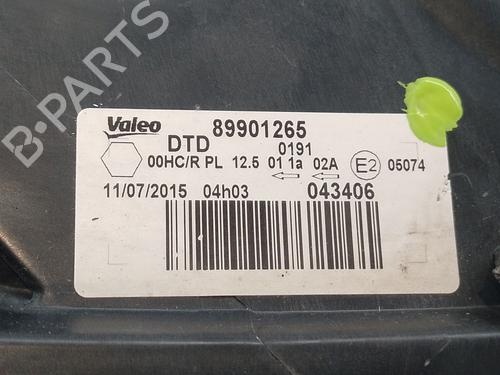 B-PARTS
Valeo 89901265
DTD 0191
00HC/R PL 12.5 01 1a 02A E2 05074
11/07/2015 04h03 043406